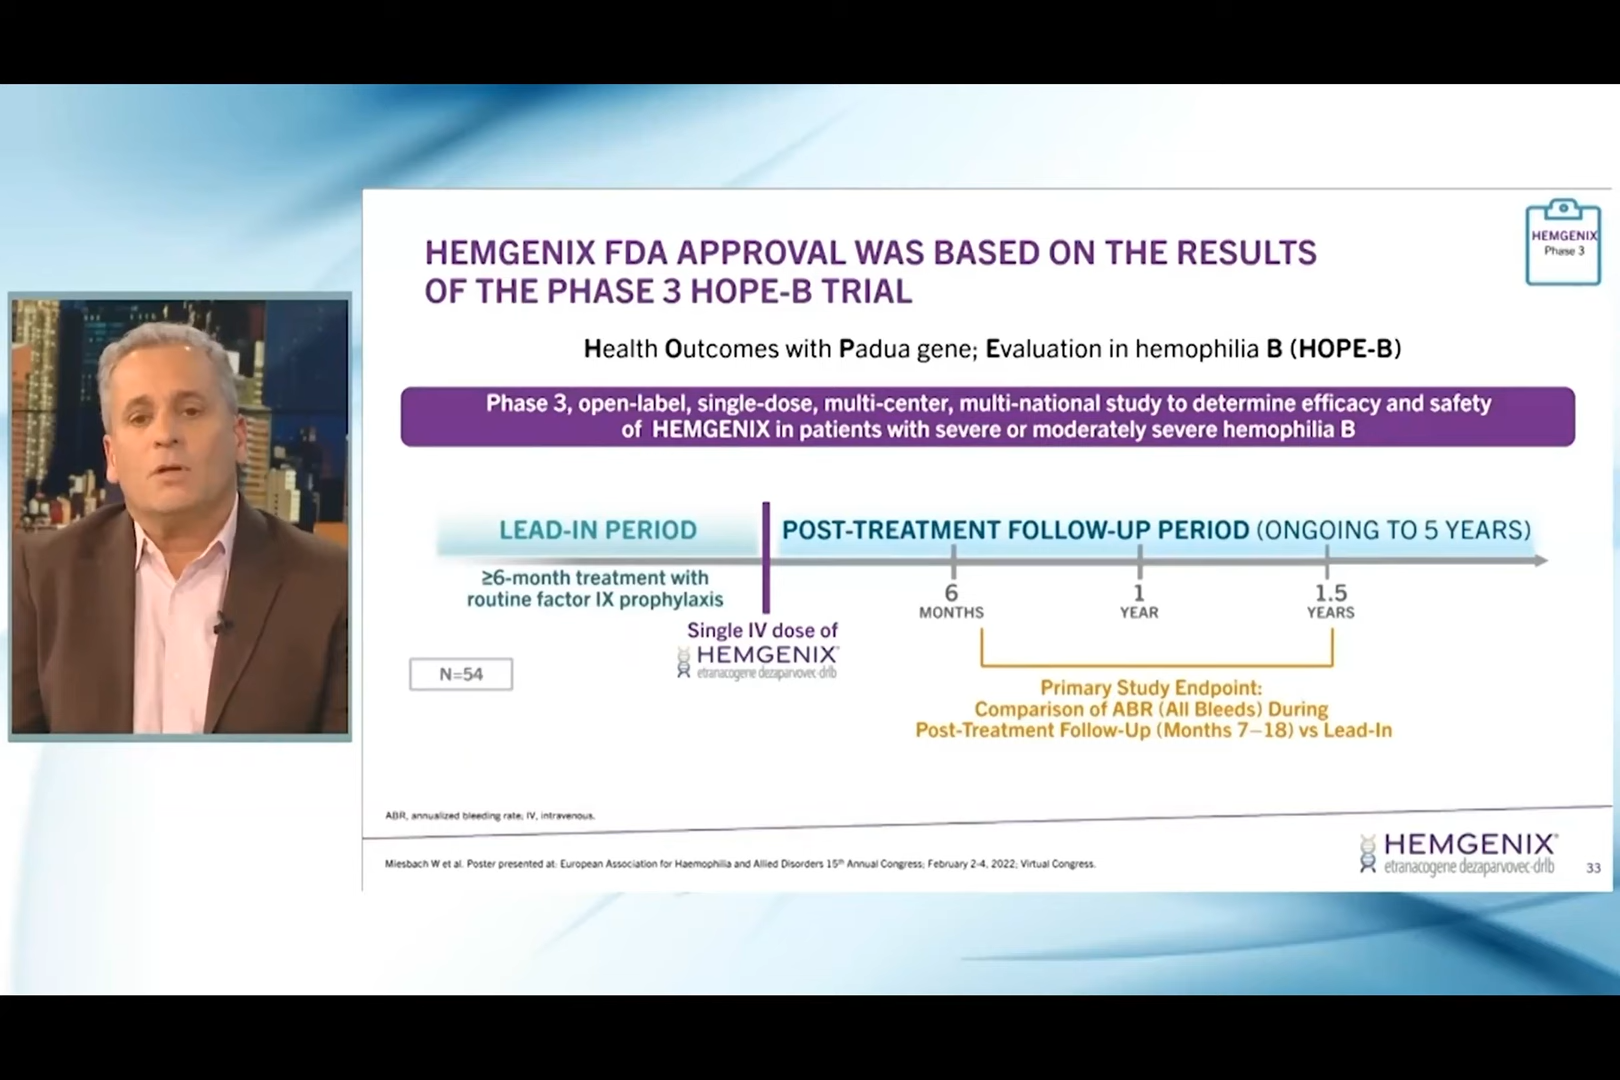 HEMGENIX
Phase 3
HEMGENIX FDA APPROVAL WAS BASED ON THE RESULTS
OF THE PHASE 3 HOPE-B TRIAL
Health Outcomes with Padua gene; Evaluation in hemophilia B (HOPE-B)
Phase 3, open-label, single-dose, multi-center, multi-national study to determine efficacy and safety
of HEMGENIX in patients with severe or moderately severe hemophilia B
LEAD-IN PERIOD
POST-TREATMENT FOLLOW-UP PERIOD (ONGOING TO 5 YEARS)
≥6-month treatment with
routine factor IX prophylaxis
6
MONTHS
1
YEAR
1.5
YEARS
Single IV dose of
HEMGENIX
etranacogene dezaparvovec-drlb
N=54
Primary Study Endpoint:
Comparison of ABR (All Bleeds) During
Post-Treatment Follow-Up (Months 7–18) vs Lead-In
ABR, annualized bleeding rate; IV, intravenous.
Miesbach W et al. Poster presented at: European Association for Haemophilia and Allied Disorders 15th Annual Congress; February 2-4, 2022; Virtual Congress.
HEMGENIX®
etranacogene dezaparvovec-drlb
33